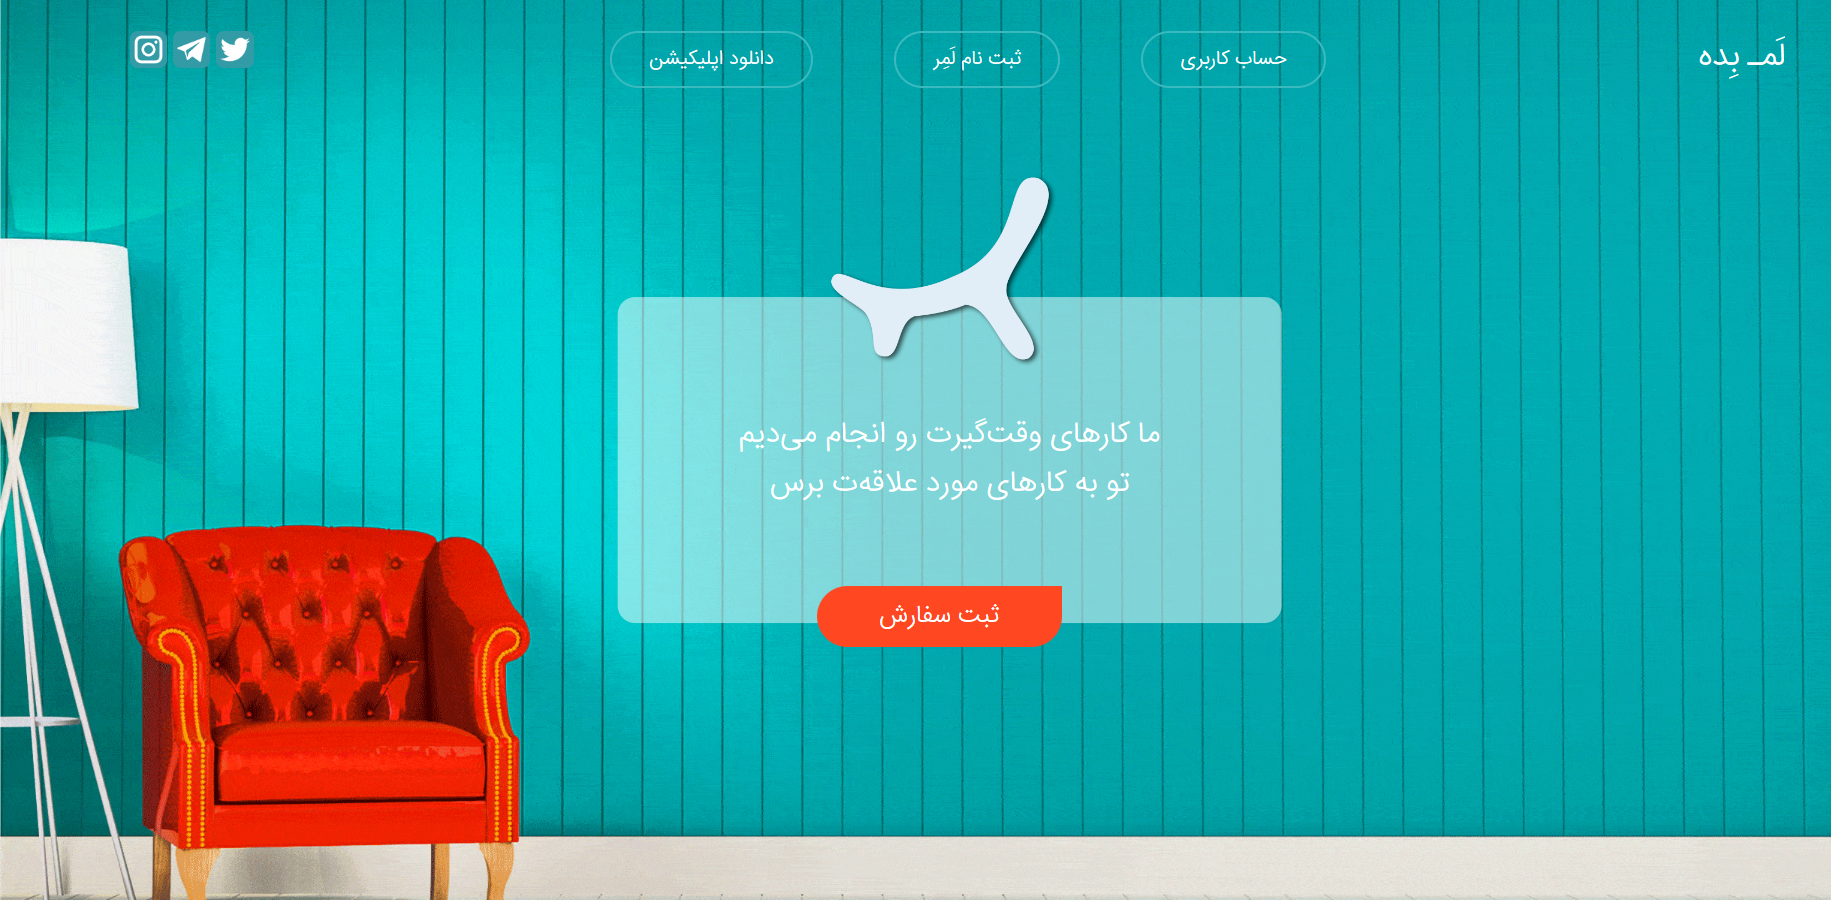 لَمـ بِده
حساب کاربری
ثبت نام لَمِر
دانلود اپلیکیشن
ما کارهای وقت‌گیرت رو انجام می‌دیم
تو به کارهای مورد علاقه‌ت برس
ثبت سفارش